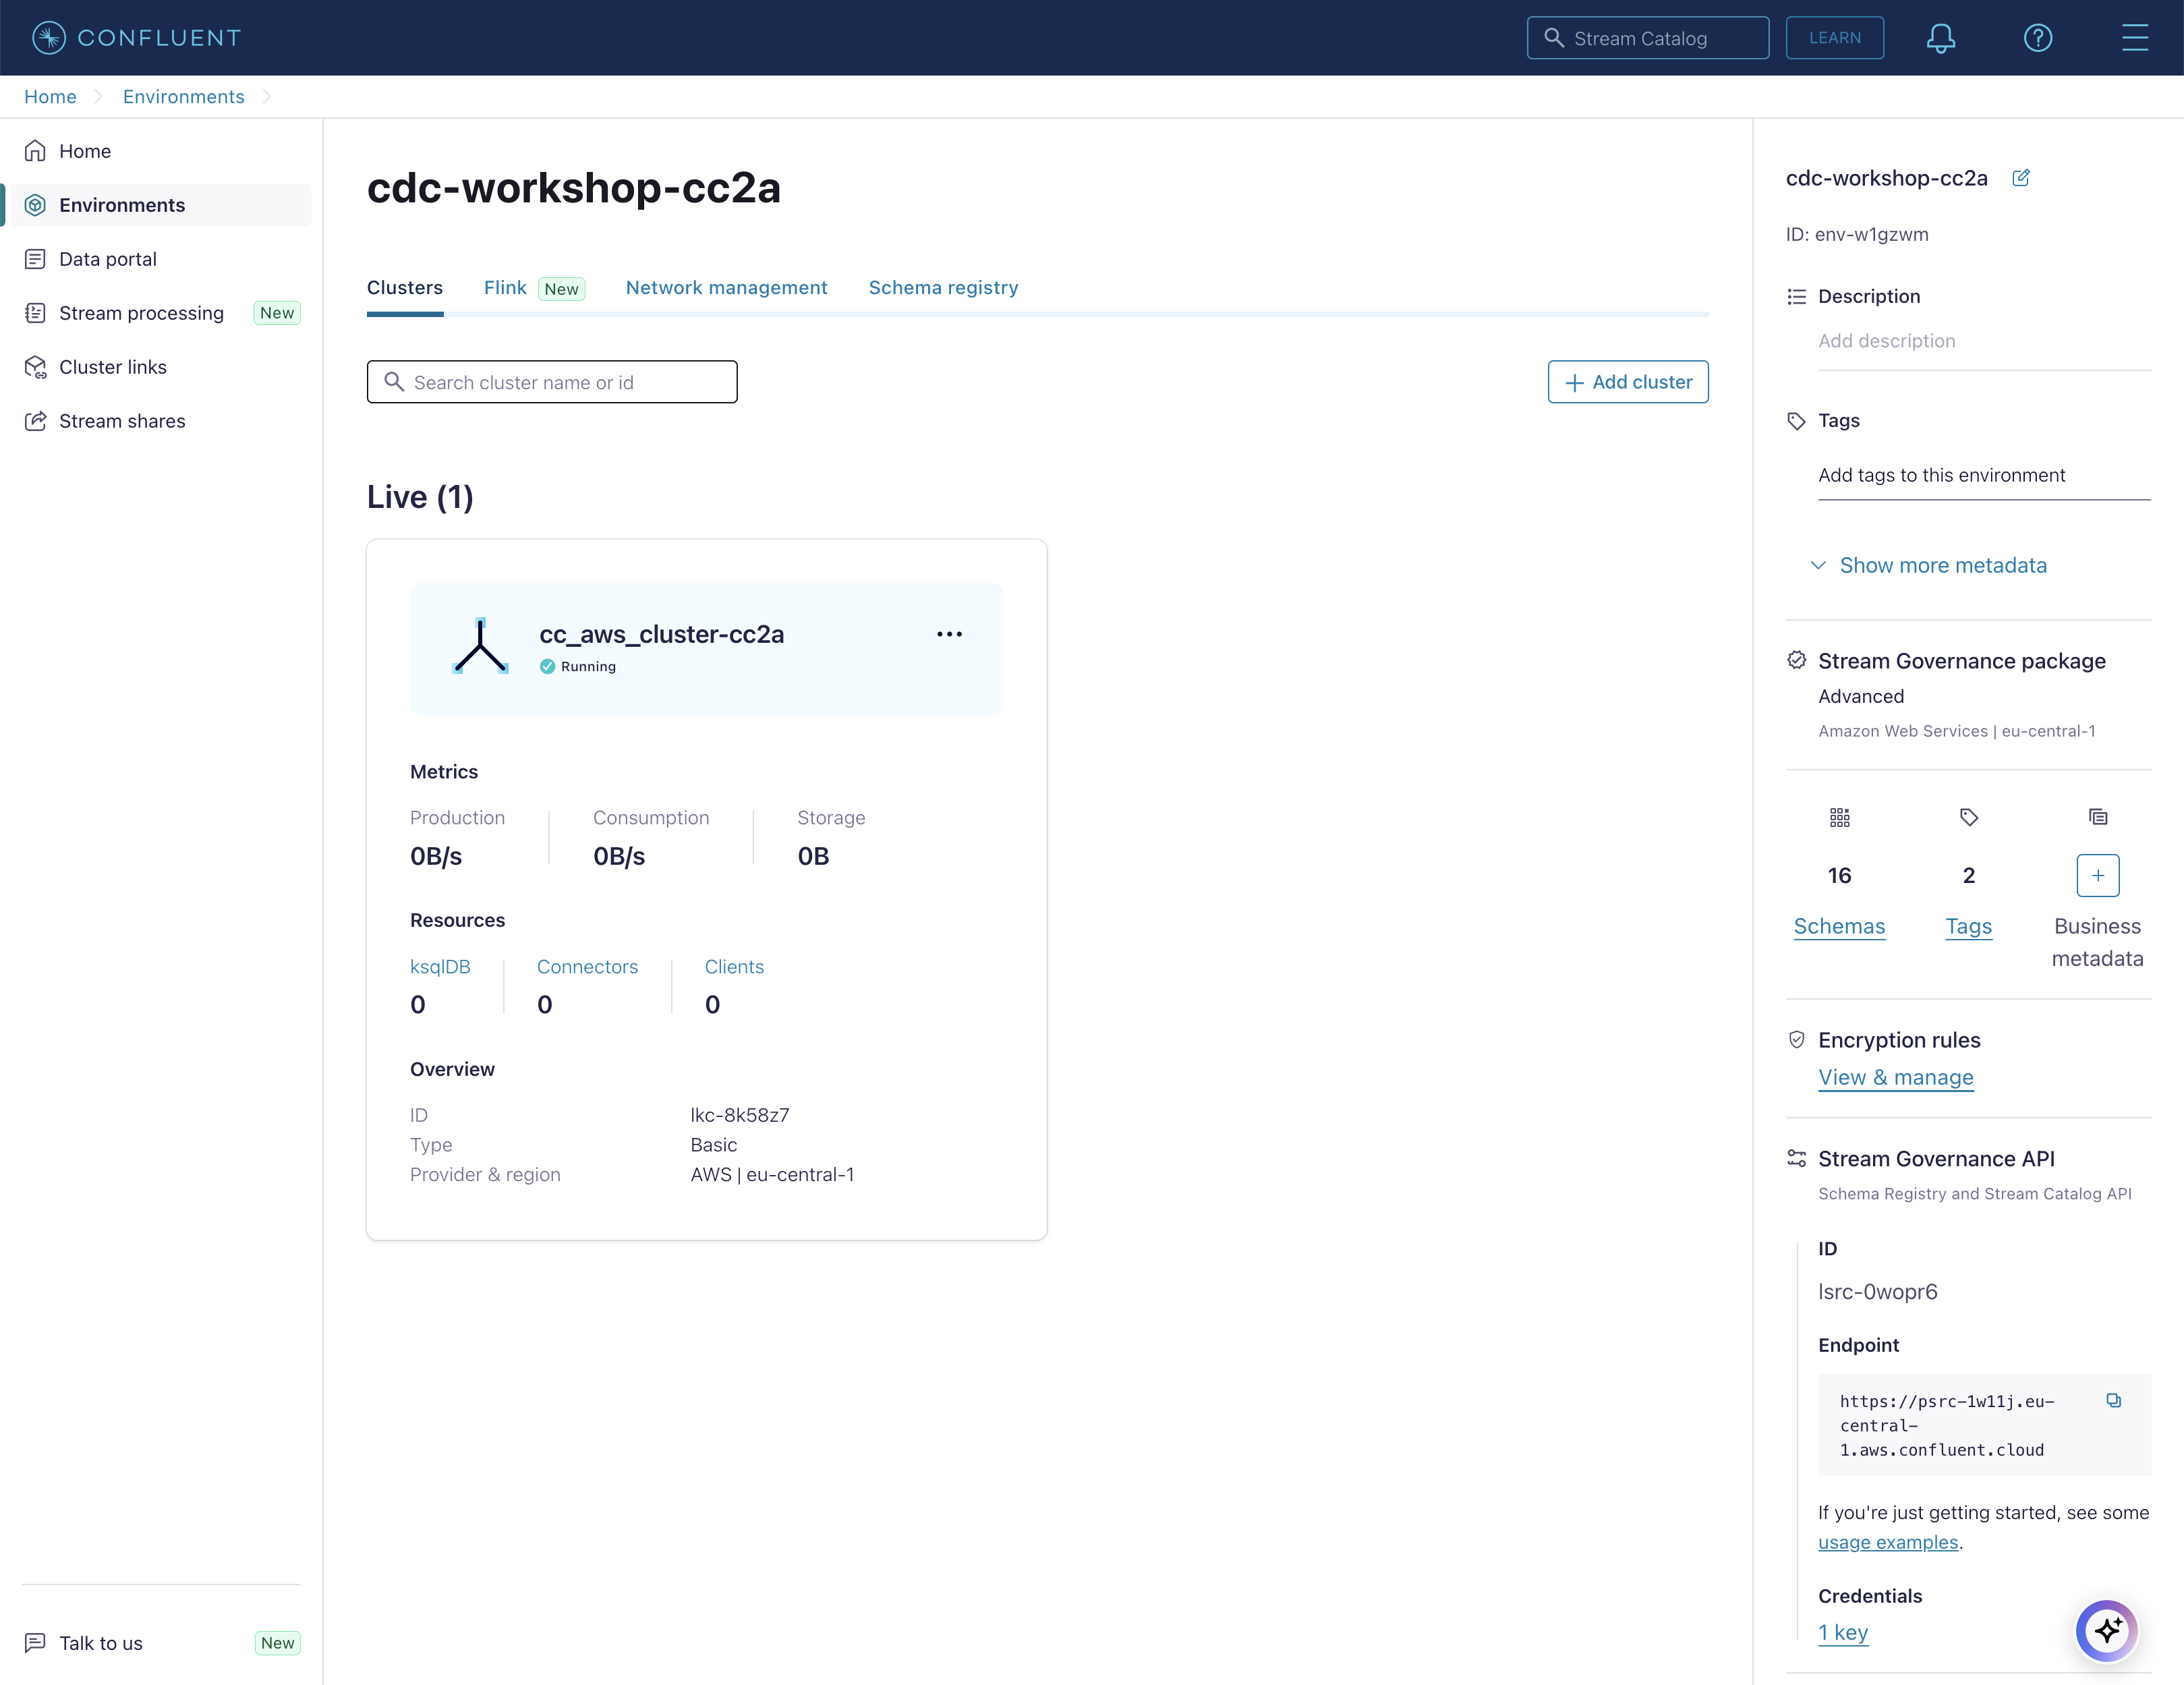 CONFLUENT
Stream Catalog
LEARN
Home
Environments
Home
Environments
Data portal
Stream processing New
Cluster links
Stream shares
Talk to us New
cdc-workshop-cc2a
Clusters
Flink New
Network management
Schema registry
Search cluster name or id
Add cluster
Live (1)
cc_aws_cluster-cc2a
Running
Metrics
Production Consumption Storage
0B/s 0B/s 0B
Resources
ksqlDB Connectors Clients
0 0 0
Overview
ID lkc-8k58z7
Type Basic
Provider & region AWS | eu-central-1
cdc-workshop-cc2a
ID: env-w1gzwm
Description
Add description
Tags
Add tags to this environment
Show more metadata
Stream Governance package
Advanced
Amazon Web Services | eu-central-1
16 2 +
Schemas Tags Business
metadata
Encryption rules
View & manage
Stream Governance API
Schema Registry and Stream Catalog API
ID
lsrc-0wopr6
Endpoint
https://psrc-1w11j.eu-
central-
1.aws.confluent.cloud
If you're just getting started, see some
usage examples.
Credentials
1 key